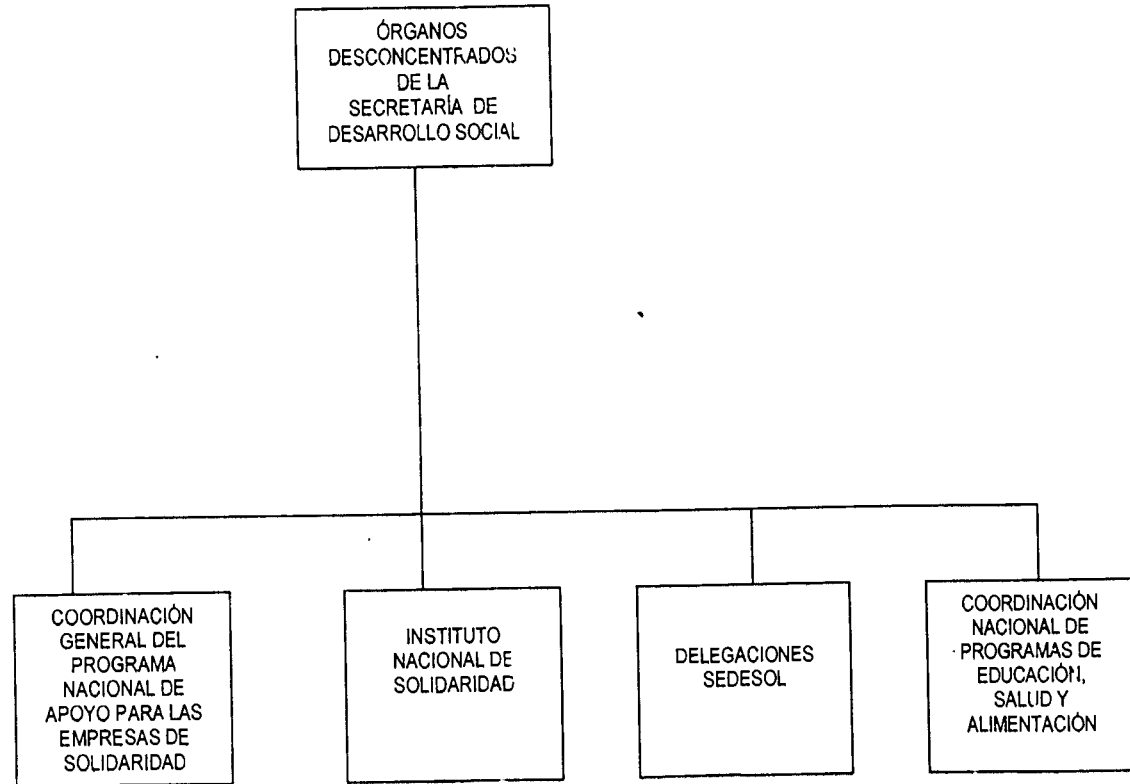 ÓRGANOS
DESCONCENTRADOS
DE LA
SECRETARÍA DE
DESARROLLO SOCIAL
COORDINACIÓN
GENERAL DEL
PROGRAMA
NACIONAL DE
APOYO PARA LAS
EMPRESAS DE
SOLIDARIDAD
INSTITUTO
NACIONAL DE
SOLIDARIDAD
DELEGACIONES
SEDESOL
COORDINACIÓN
NACIONAL DE
PROGRAMAS DE
EDUCACIÓN,
SALUD Y
ALIMENTACIÓN